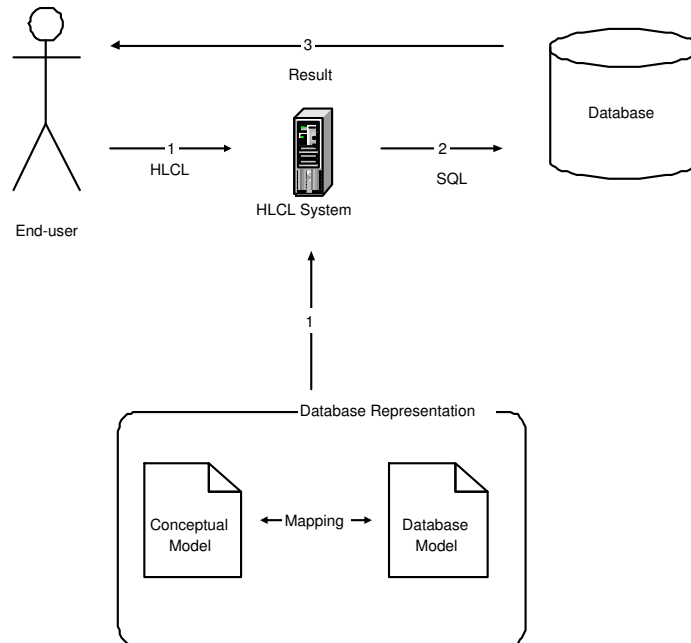 3
Result
Database
1
HLCL
2
SQL
HLCL System
End-user
1
Database Representation
Conceptual
Model
Mapping
Database
Model